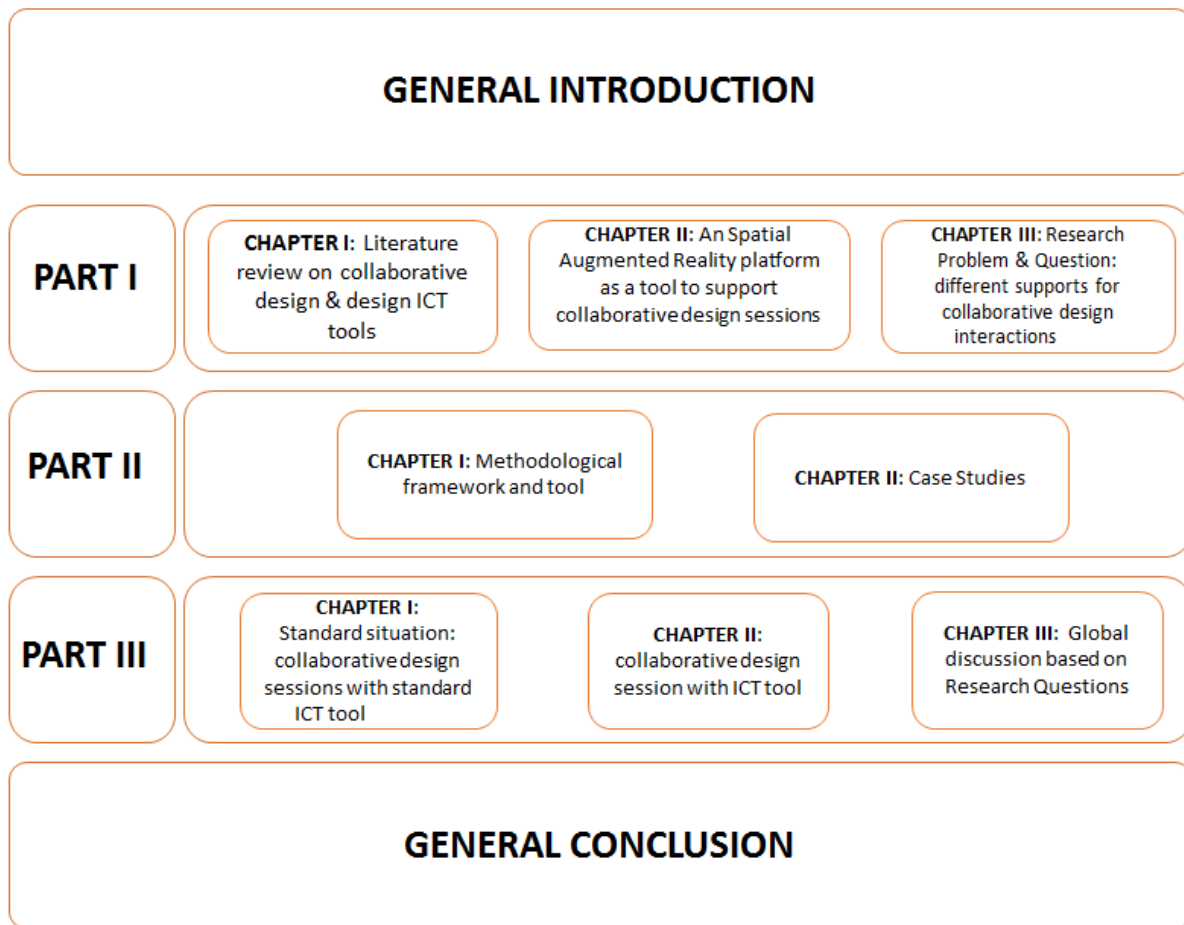 GENERAL INTRODUCTION
PART I
CHAPTER I: Literature
review on collaborative
design & design ICT
tools
CHAPTER II: An Spatial
Augmented Reality platform
as a tool to support
collaborative design sessions
CHAPTER III: Research
Problem & Question:
different supports for
collaborative design
interactions
PART II
CHAPTER I: Methodological
framework and tool
CHAPTER II: Case Studies
PART III
CHAPTER I:
Standard situation:
collaborative design
sessions with standard
ICT tool
CHAPTER II:
collaborative design
session with ICT tool
CHAPTER III: Global
discussion based on
Research Questions
GENERAL CONCLUSION